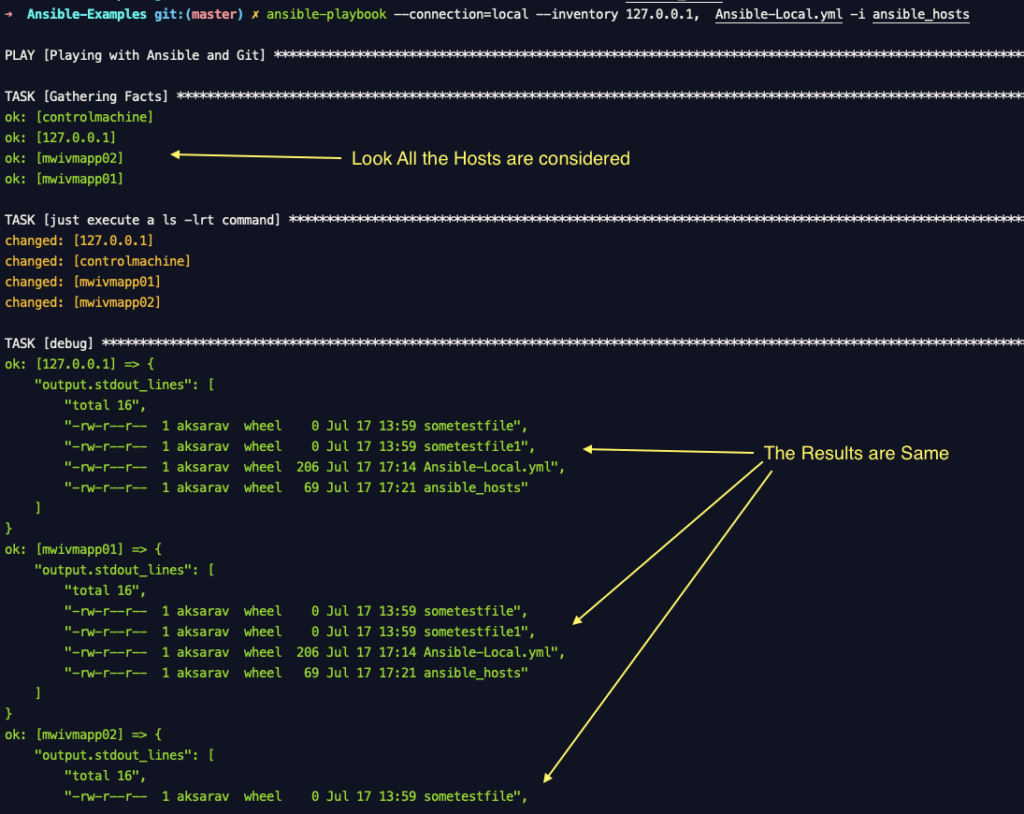 → Ansible-Examples git:(master) ✗ ansible-playbook --connection=local --inventory 127.0.0.1, Ansible-Local.yml -i ansible_hosts
PLAY [Playing with Ansible and Git] ******************************************************************************************
TASK [Gathering Facts] ******************************************************************************************
ok: [controlmachine]
ok: [127.0.0.1]
ok: [mwivmapp02]
Look All the Hosts are considered
ok: [mwivmapp01]
TASK [just execute a ls -lrt command] ******************************************************************************************
changed: [127.0.0.1]
changed: [controlmachine]
changed: [mwivmapp01]
changed: [mwivmapp02]
TASK [debug] ******************************************************************************************
ok: [127.0.0.1] => {
    "output.stdout_lines": [
        "total 16",
        "-rw-r--r--  1 aksarav  wheel    0 Jul 17 13:59 sometestfile",
        "-rw-r--r--  1 aksarav  wheel    0 Jul 17 13:59 sometestfile1",
The Results are Same
        "-rw-r--r--  1 aksarav  wheel  206 Jul 17 17:14 Ansible-Local.yml",
        "-rw-r--r--  1 aksarav  wheel   69 Jul 17 17:21 ansible_hosts"
    ]
}
ok: [mwivmapp01] => {
    "output.stdout_lines": [
        "total 16",
        "-rw-r--r--  1 aksarav  wheel    0 Jul 17 13:59 sometestfile",
        "-rw-r--r--  1 aksarav  wheel    0 Jul 17 13:59 sometestfile1",
        "-rw-r--r--  1 aksarav  wheel  206 Jul 17 17:14 Ansible-Local.yml",
        "-rw-r--r--  1 aksarav  wheel   69 Jul 17 17:21 ansible_hosts"
    ]
}
ok: [mwivmapp02] => {
    "output.stdout_lines": [
        "total 16",
        "-rw-r--r--  1 aksarav  wheel    0 Jul 17 13:59 sometestfile",